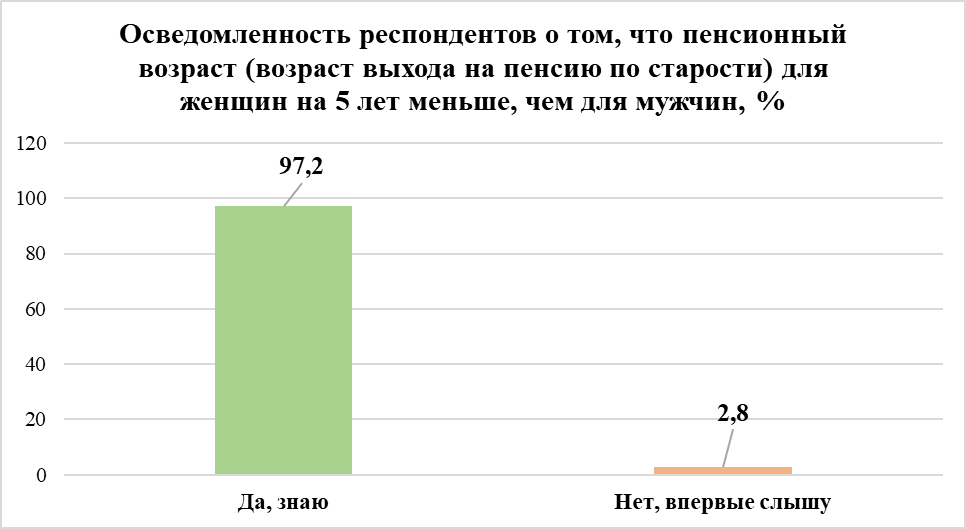 Осведомленность респондентов о том, что пенсионный
возраст (возраст выхода на пенсию по старости) для
женщин на 5 лет меньше, чем для мужчин, %
120
97,2
100
80
60
40
2,8
20
0
Да, знаю
Нет, впервые слышу